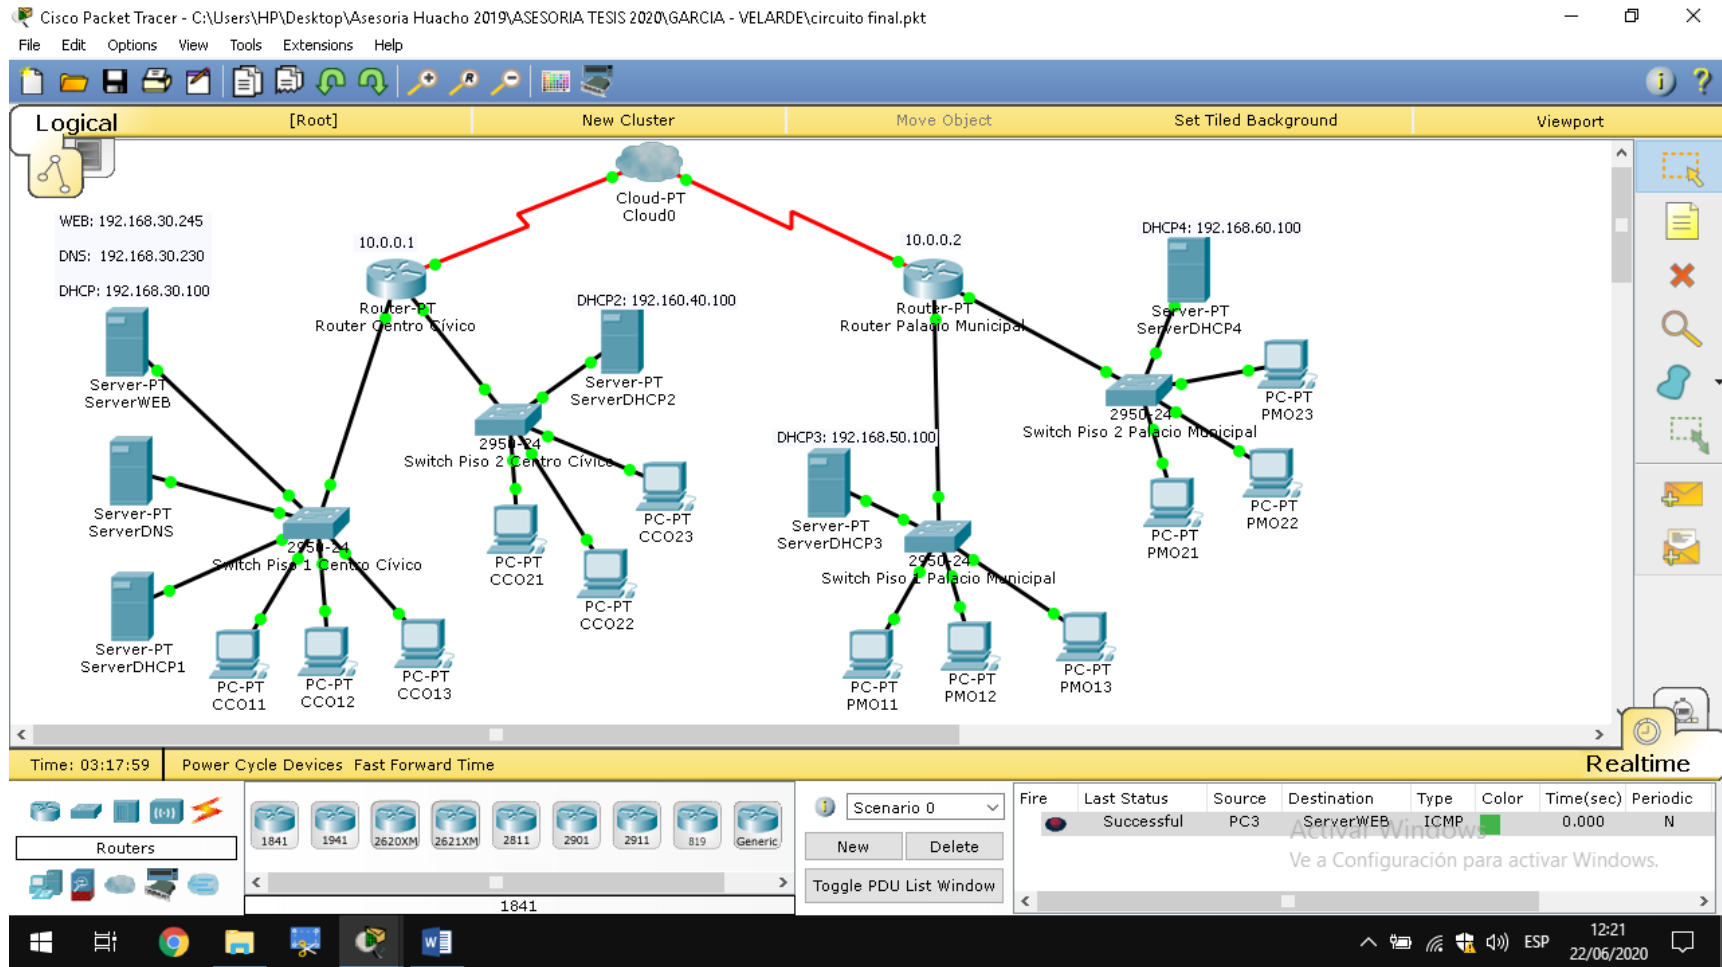 Cisco Packet Tracer - C:\Users\HP\Desktop\Asesoria Huacho 2019\ASESORIA TESIS 2020\GARCIA - VELARDE\circuito final.pkt
File Edit Options View Tools Extensions Help
Logical [Root] New Cluster Move Object Set Tiled Background Viewport
Cloud-PT
Cloud0
WEB: 192.168.30.245
DNS: 192.168.30.230
DHCP: 192.168.30.100
10.0.0.1
10.0.0.2
DHCP4: 192.168.60.100
Router-PT
Router Centro Cívico
DHCP2: 192.160.40.100
Router-PT
Router Palacio Municipal
Server-PT
ServerDHCP4
Server-PT
ServerWEB
Server-PT
ServerDHCP2
PC-PT
PMO23
2950-24
Switch Piso 2 Palacio Municipal
2950-24
Switch Piso 2 Centro Cívico
DHCP3: 192.168.50.100
Server-PT
ServerDNS
PC-PT
CCO23
Server-PT
ServerDHCP3
PC-PT
PMO22
PC-PT
PMO21
2950-24
Switch Piso 1 Centro Cívico
PC-PT
CCO21
2950-24
Switch Piso 1 Palacio Municipal
PC-PT
CCO22
Server-PT
ServerDHCP1
PC-PT
CCO11
PC-PT
CCO12
PC-PT
CCO13
PC-PT
PMO11
PC-PT
PMO12
PC-PT
PMO13
Time: 03:17:59 Power Cycle Devices Fast Forward Time Realtime
Routers
1841 1941 2620XM 2621XM 2811 2901 2911 819 Generic
1841
Scenario 0
New Delete
Toggle PDU List Window
Fire Last Status Source Destination Type Color Time(sec) Periodic
Successful PC3 ServerWEB ICMP 0.000 N
Activar Windows
Ve a Configuración para activar Windows.
ESP
12:21
22/06/2020